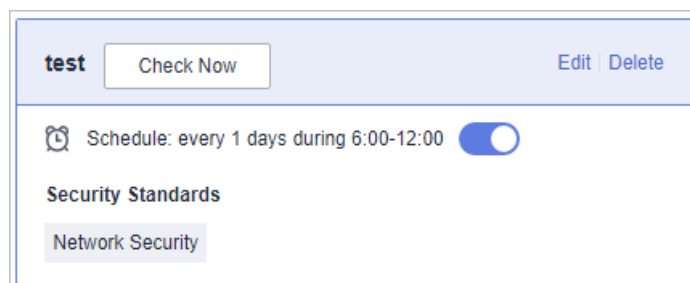 test Check Now Edit Delete
Schedule: every 1 days during 6:00-12:00
Security Standards
Network Security